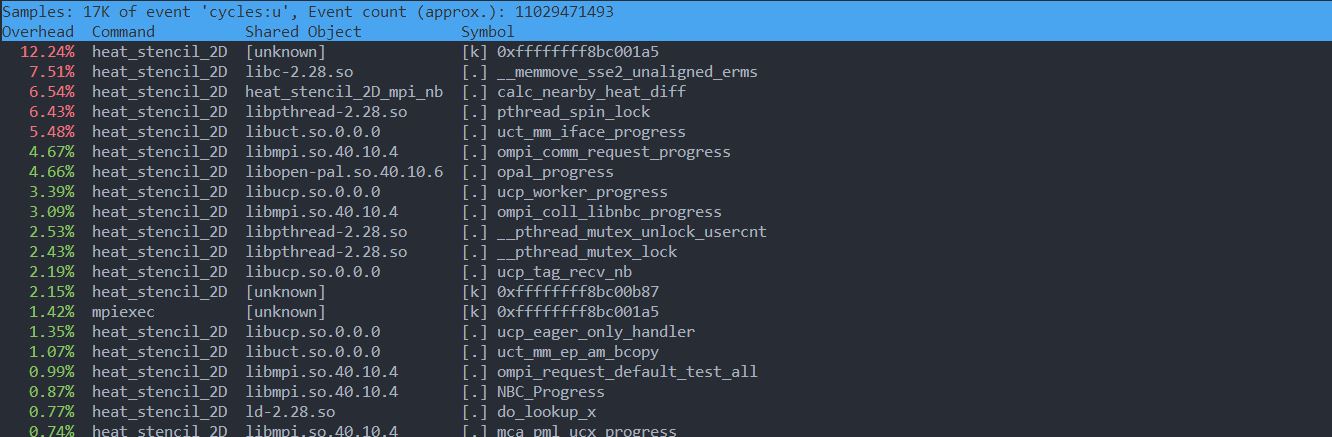 Samples: 17K of event 'cycles:u', Event count (approx.): 11029471493
Overhead  Command        Shared Object           Symbol
12.24%  heat_stencil_2D  [unknown]               [k] 0xffffffff8bc001a5
7.51%  heat_stencil_2D  libc-2.28.so            [.] __memmove_sse2_unaligned_erms
6.54%  heat_stencil_2D  heat_stencil_2D_mpi_nb  [.] calc_nearby_heat_diff
6.43%  heat_stencil_2D  libpthread-2.28.so      [.] pthread_spin_lock
5.48%  heat_stencil_2D  libuct.so.0.0.0         [.] uct_mm_iface_progress
4.67%  heat_stencil_2D  libmpi.so.40.10.4       [.] ompi_comm_request_progress
4.66%  heat_stencil_2D  libopen-pal.so.40.10.6  [.] opal_progress
3.39%  heat_stencil_2D  libucp.so.0.0.0         [.] ucp_worker_progress
3.09%  heat_stencil_2D  libmpi.so.40.10.4       [.] ompi_coll_libnbc_progress
2.53%  heat_stencil_2D  libpthread-2.28.so      [.] __pthread_mutex_unlock_usercnt
2.43%  heat_stencil_2D  libpthread-2.28.so      [.] __pthread_mutex_lock
2.19%  heat_stencil_2D  libucp.so.0.0.0         [.] ucp_tag_recv_nb
2.15%  heat_stencil_2D  [unknown]               [k] 0xffffffff8bc00b87
1.42%  mpiexec          [unknown]               [k] 0xffffffff8bc001a5
1.35%  heat_stencil_2D  libucp.so.0.0.0         [.] ucp_eager_only_handler
1.07%  heat_stencil_2D  libuct.so.0.0.0         [.] uct_mm_ep_am_bcopy
0.99%  heat_stencil_2D  libmpi.so.40.10.4       [.] ompi_request_default_test_all
0.87%  heat_stencil_2D  libmpi.so.40.10.4       [.] NBC_Progress
0.77%  heat_stencil_2D  ld-2.28.so              [.] do_lookup_x
0.74%  heat_stencil_2D  libmpi.so.40.10.4       [.] mca_pml_ucx_progress